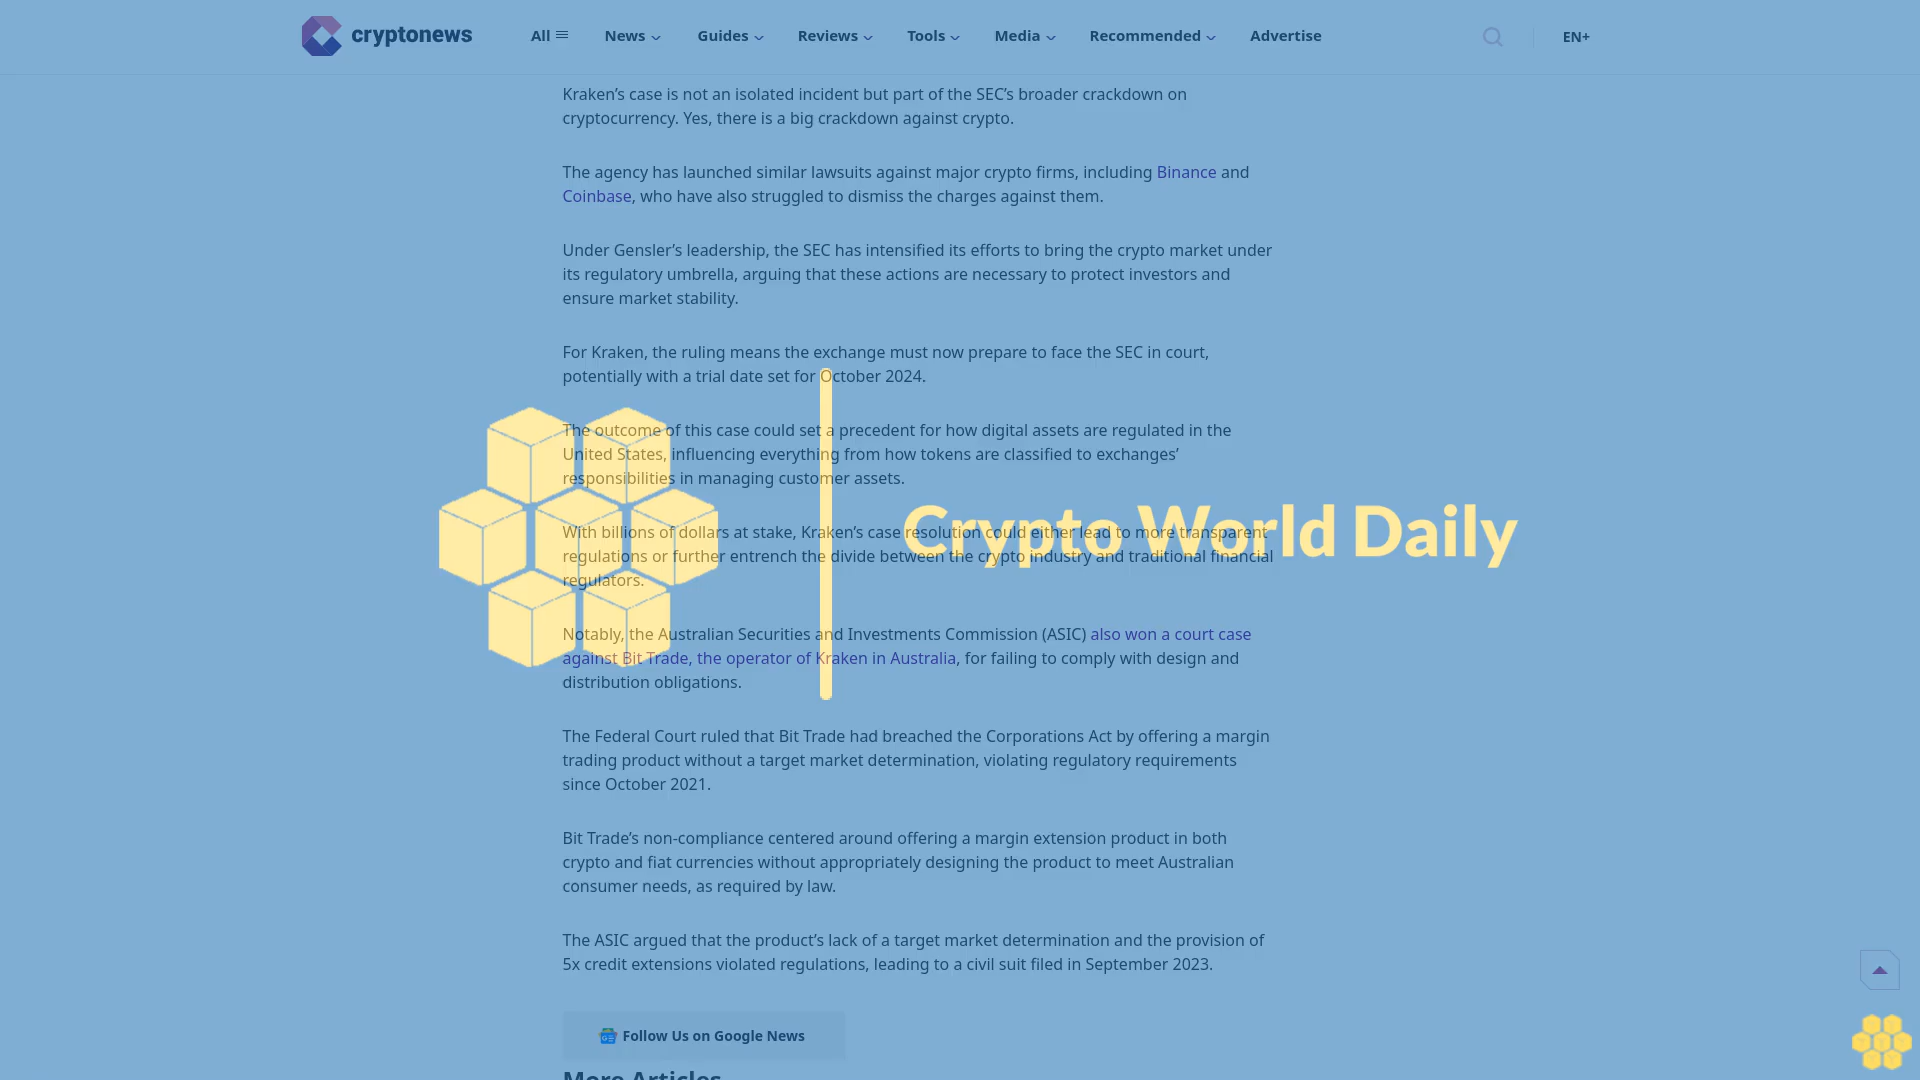 cryptonews
All
News
Guides
Reviews
Tools
Media
Recommended
Advertise
EN+
Kraken’s case is not an isolated incident but part of the SEC’s broader crackdown on
cryptocurrency. Yes, there is a big crackdown against crypto.
The agency has launched similar lawsuits against major crypto firms, including Binance and
Coinbase, who have also struggled to dismiss the charges against them.
Under Gensler’s leadership, the SEC has intensified its efforts to bring the crypto market under
its regulatory umbrella, arguing that these actions are necessary to protect investors and
ensure market stability.
For Kraken, the ruling means the exchange must now prepare to face the SEC in court,
potentially with a trial date set for October 2024.
The outcome of this case could set a precedent for how digital assets are regulated in the
United States, influencing everything from how tokens are classified to exchanges’
responsibilities in managing customer assets.
With billions of dollars at stake, Kraken’s case resolution could either lead to more transparent
regulations or further entrench the divide between the crypto industry and traditional financial
regulators.
Crypto World Daily
Notably, the Australian Securities and Investments Commission (ASIC) also won a court case
against Bit Trade, the operator of Kraken in Australia, for failing to comply with design and
distribution obligations.
The Federal Court ruled that Bit Trade had breached the Corporations Act by offering a margin
trading product without a target market determination, violating regulatory requirements
since October 2021.
Bit Trade’s non-compliance centered around offering a margin extension product in both
crypto and fiat currencies without appropriately designing the product to meet Australian
consumer needs, as required by law.
The ASIC argued that the product’s lack of a target market determination and the provision of
5x credit extensions violated regulations, leading to a civil suit filed in September 2023.
Follow Us on Google News
More Articles